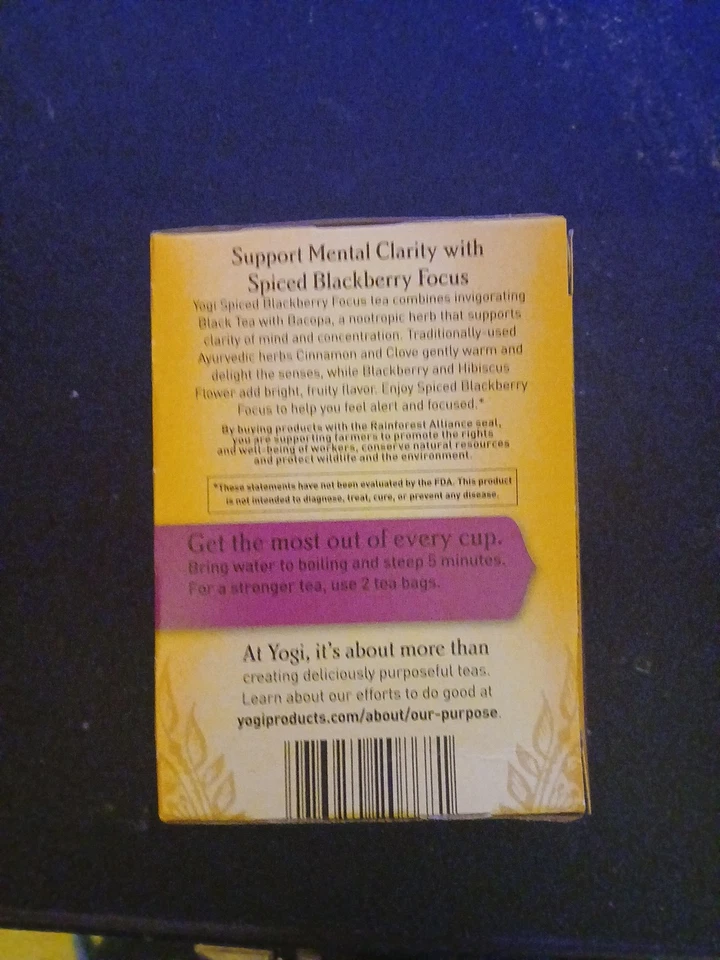 Support Mental Clarity with
Spiced Blackberry Focus
Yogi Spiced Blackberry Focus tea combines invigorating
Black Tea with Bacopa, a nootropic herb that supports
clarity of mind and concentration. Traditionally-used
Ayurvedic herbs Cinnamon and Clove gently warm and
delight the senses, while Blackberry and Hibiscus
Flower add bright, fruity flavor. Enjoy Spiced Blackberry
Focus to help you feel alert and focused.*
By buying products with the Rainforest Alliance seal,
you are supporting farmers to promote the rights
and well-being of workers, conserve natural resources
and protect wildlife and the environment.
*These statements have not been evaluated by the FDA. This product
is not intended to diagnose, treat, cure, or prevent any disease.
Get the most out of every cup.
Bring water to boiling and steep 5 minutes.
For a stronger tea, use 2 tea bags.
At Yogi, it's about more than
creating deliciously purposeful teas.
Learn about our efforts to do good at
yogiproducts.com/about/our-purpose.